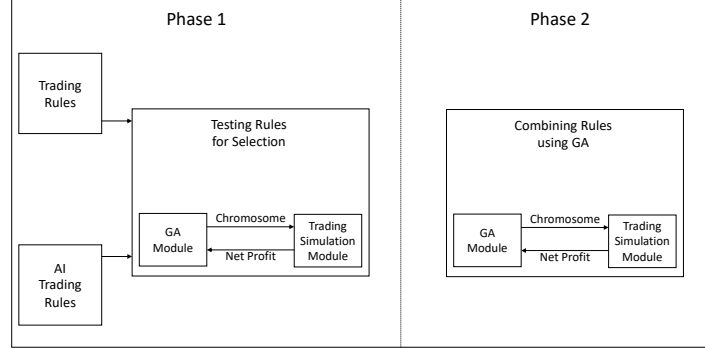 Phase 1
Phase 2
Trading
Rules
Testing Rules
for Selection
GA
Module
Chromosome
Net Profit
Trading
Simulation
Module
AI
Trading
Rules
Combining Rules
using GA
GA
Module
Chromosome
Net Profit
Trading
Simulation
Module